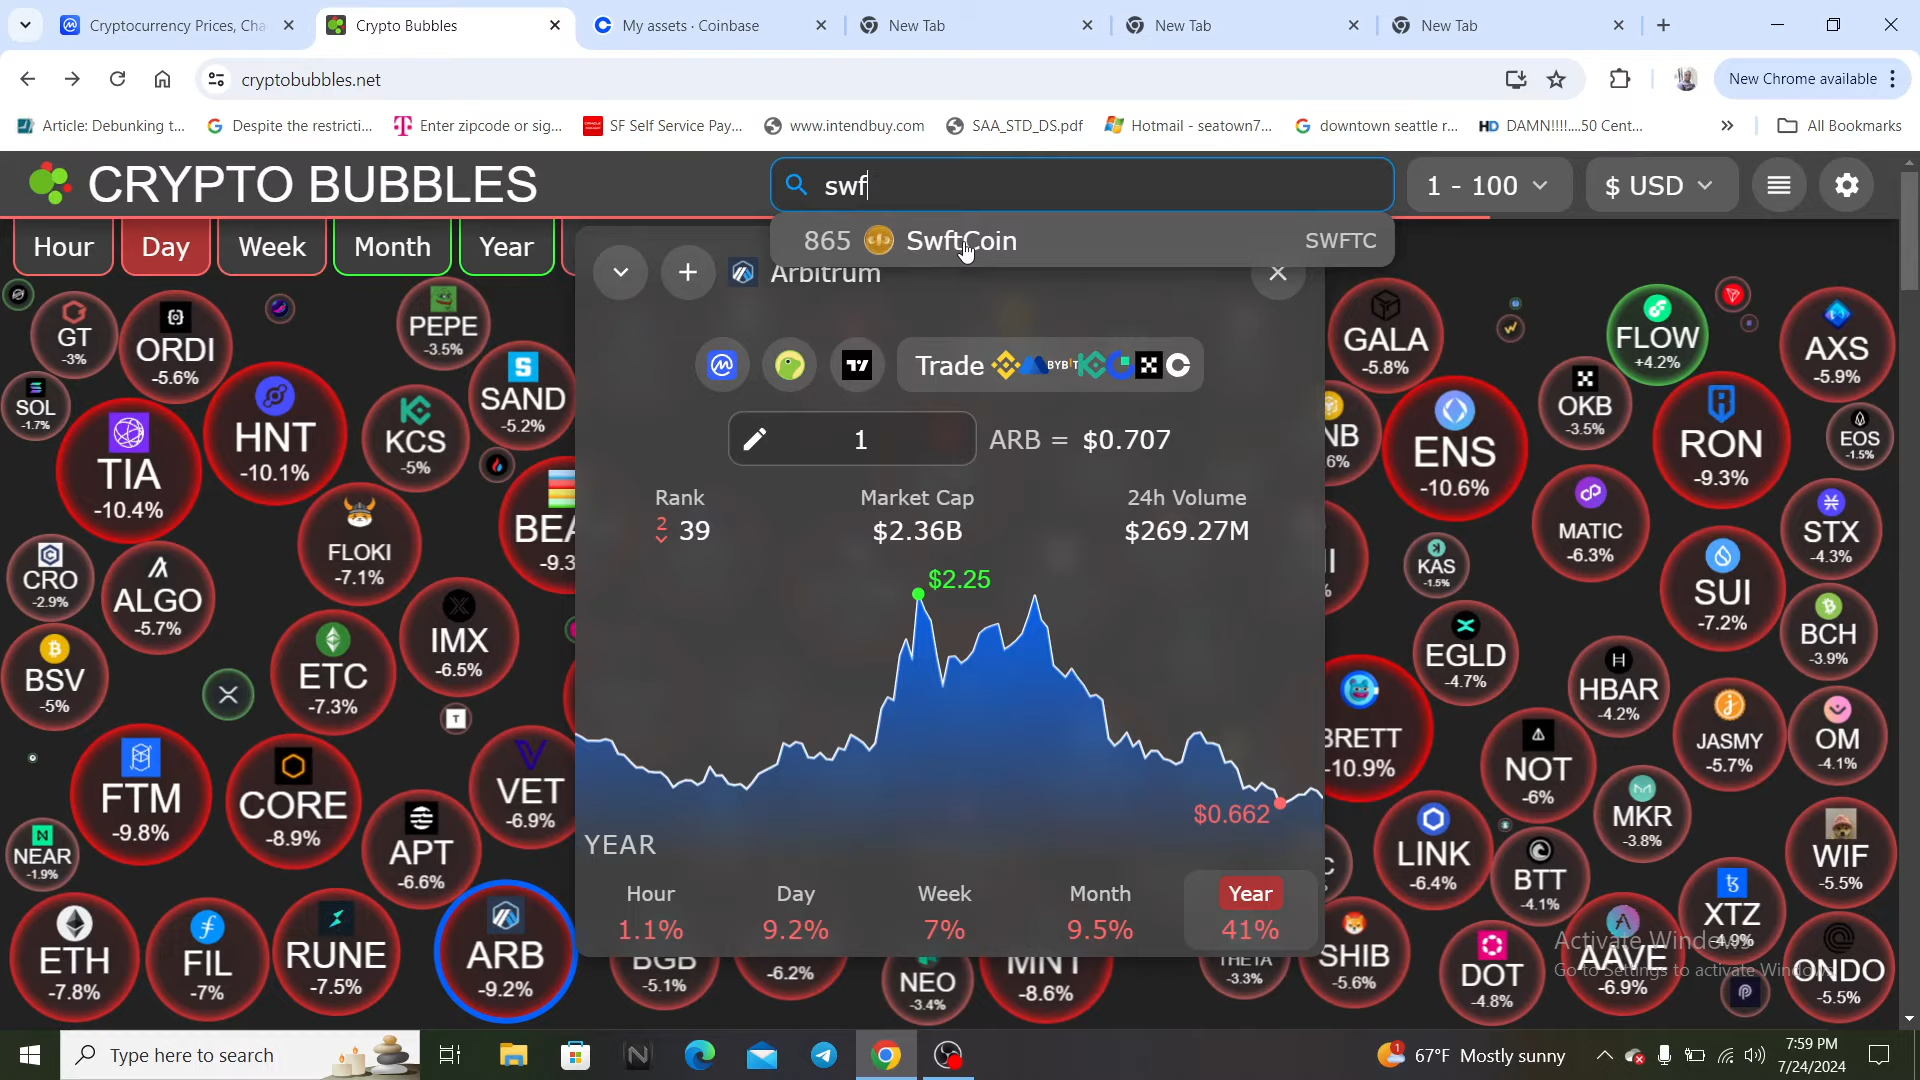 Cryptocurrency Prices, Cha
Crypto Bubbles
My assets · Coinbase
New Tab
New Tab
New Tab
cryptobubbles.net
New Chrome available
Article: Debunking t...
Despite the restricti...
Enter zipcode or sig...
SF Self Service Pay...
www.intendbuy.com
SAA_STD_DS.pdf
Hotmail - seatown7...
downtown seattle r...
HD DAMN!!!!....50 Cent...
All Bookmarks
CRYPTO BUBBLES
swf
1 - 100
$ USD
865 SwftCoin SWFTC
Hour Day Week Month Year
Arbitrum
Trade BYBIT
1 ARB = $0.707
Rank Market Cap 24h Volume
2 39 $2.36B $269.27M
$2.25
$0.662
YEAR
Hour Day Week Month Year
1.1% 9.2% 7% 9.5% 41%
GT
-3%
ORDI
-5.6%
PEPE
-3.5%
SOL
-1.7%
HNT
-10.1%
KCS
-5%
SAND
-5.2%
TIA
-10.4%
FLOKI
-7.1%
BEA
-9.3
CRO
-2.9%
ALGO
-5.7%
IMX
-6.5%
BSV
-5%
ETC
-7.3%
FTM
-9.8%
CORE
-8.9%
VET
-6.9%
NEAR
-1.9%
APT
-6.6%
ETH
-7.8%
FIL
-7%
RUNE
-7.5%
ARB
-9.2%
BGB
-5.1%
-6.2%
NEO
-3.4%
MNT
-8.6%
THETA
-3.3%
SHIB
-5.6%
GALA
-5.8%
FLOW
+4.2%
AXS
-5.9%
NB
6%
ENS
-10.6%
OKB
-3.5%
RON
-9.3%
EOS
-1.5%
MATIC
-6.3%
STX
-4.3%
KAS
-1.5%
SUI
-7.2%
BCH
-3.9%
EGLD
-4.7%
HBAR
-4.2%
BRETT
-10.9%
NOT
-6%
JASMY
-5.7%
OM
-4.1%
MKR
-3.8%
LINK
-6.4%
BTT
-4.1%
WIF
-5.5%
XTZ
-4.9%
DOT
-4.8%
AAVE
-6.9%
ONDO
-5.5%
Activate Windows
Go to Settings to activate Windows.
Type here to search
67°F Mostly sunny
7:59 PM
7/24/2024